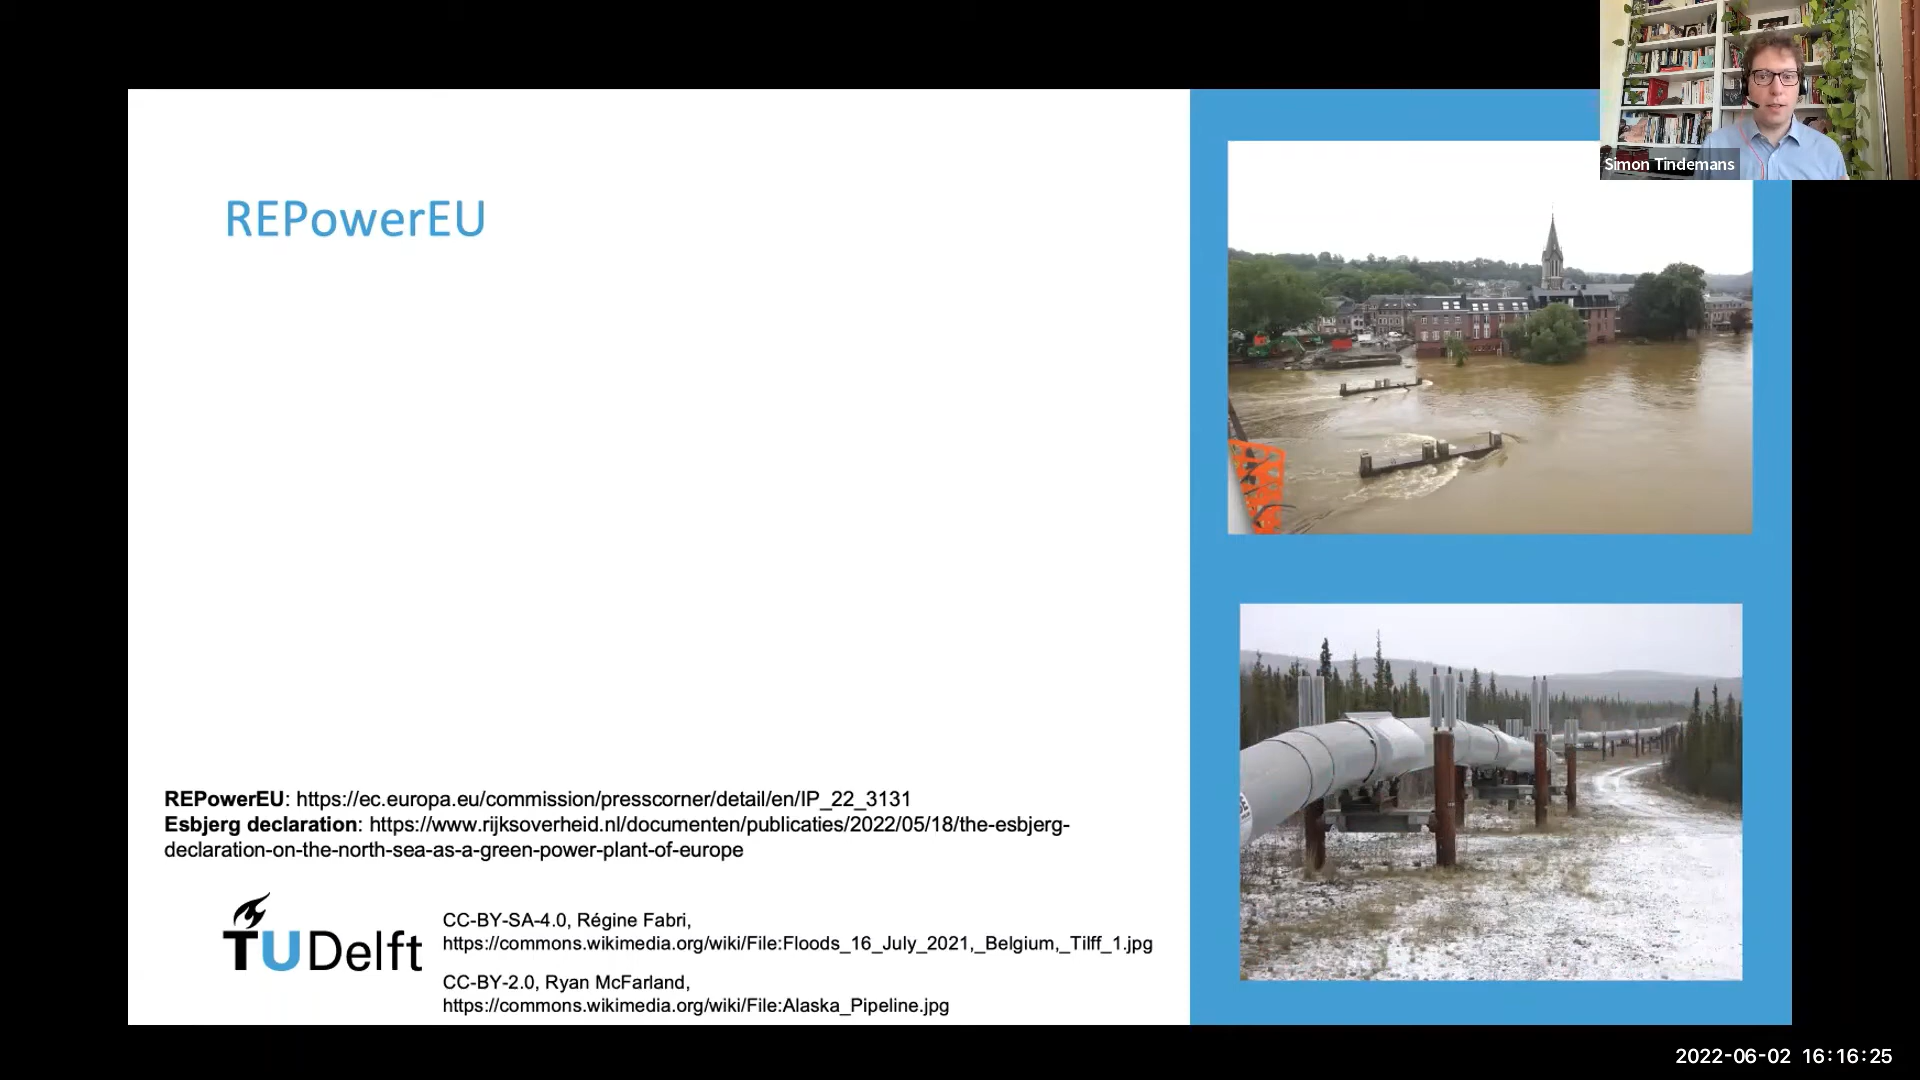 Simon Tindemans
REPowerEU
REPowerEU: https://ec.europa.eu/commission/presscorner/detail/en/IP_22_3131
Esbjerg declaration: https://www.rijksoverheid.nl/documenten/publicaties/2022/05/18/the-esbjerg-
declaration-on-the-north-sea-as-a-green-power-plant-of-europe
TUDelft
CC-BY-SA-4.0, Régine Fabri,
https://commons.wikimedia.org/wiki/File:Floods_16_July_2021,_Belgium,_Tilff_1.jpg
CC-BY-2.0, Ryan McFarland,
https://commons.wikimedia.org/wiki/File:Alaska_Pipeline.jpg
2022-06-02 16:16:25